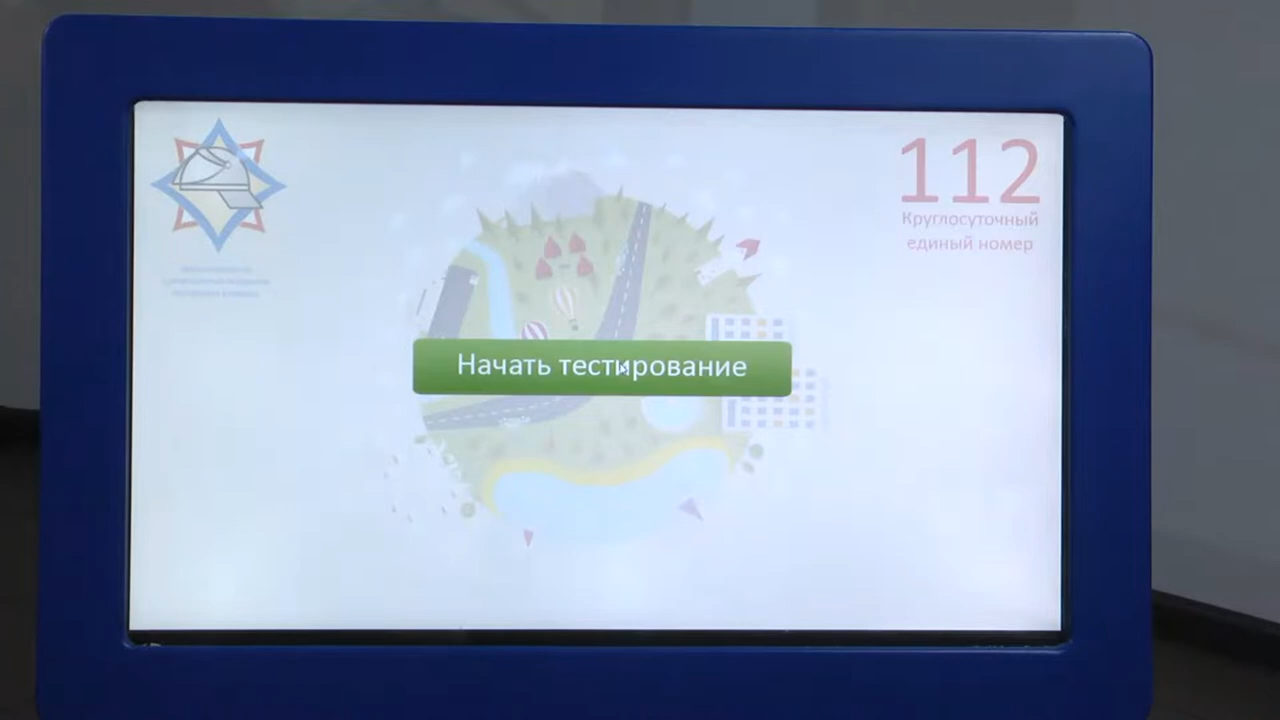 112
Круглосуточный
единый номер
Начать тестирование